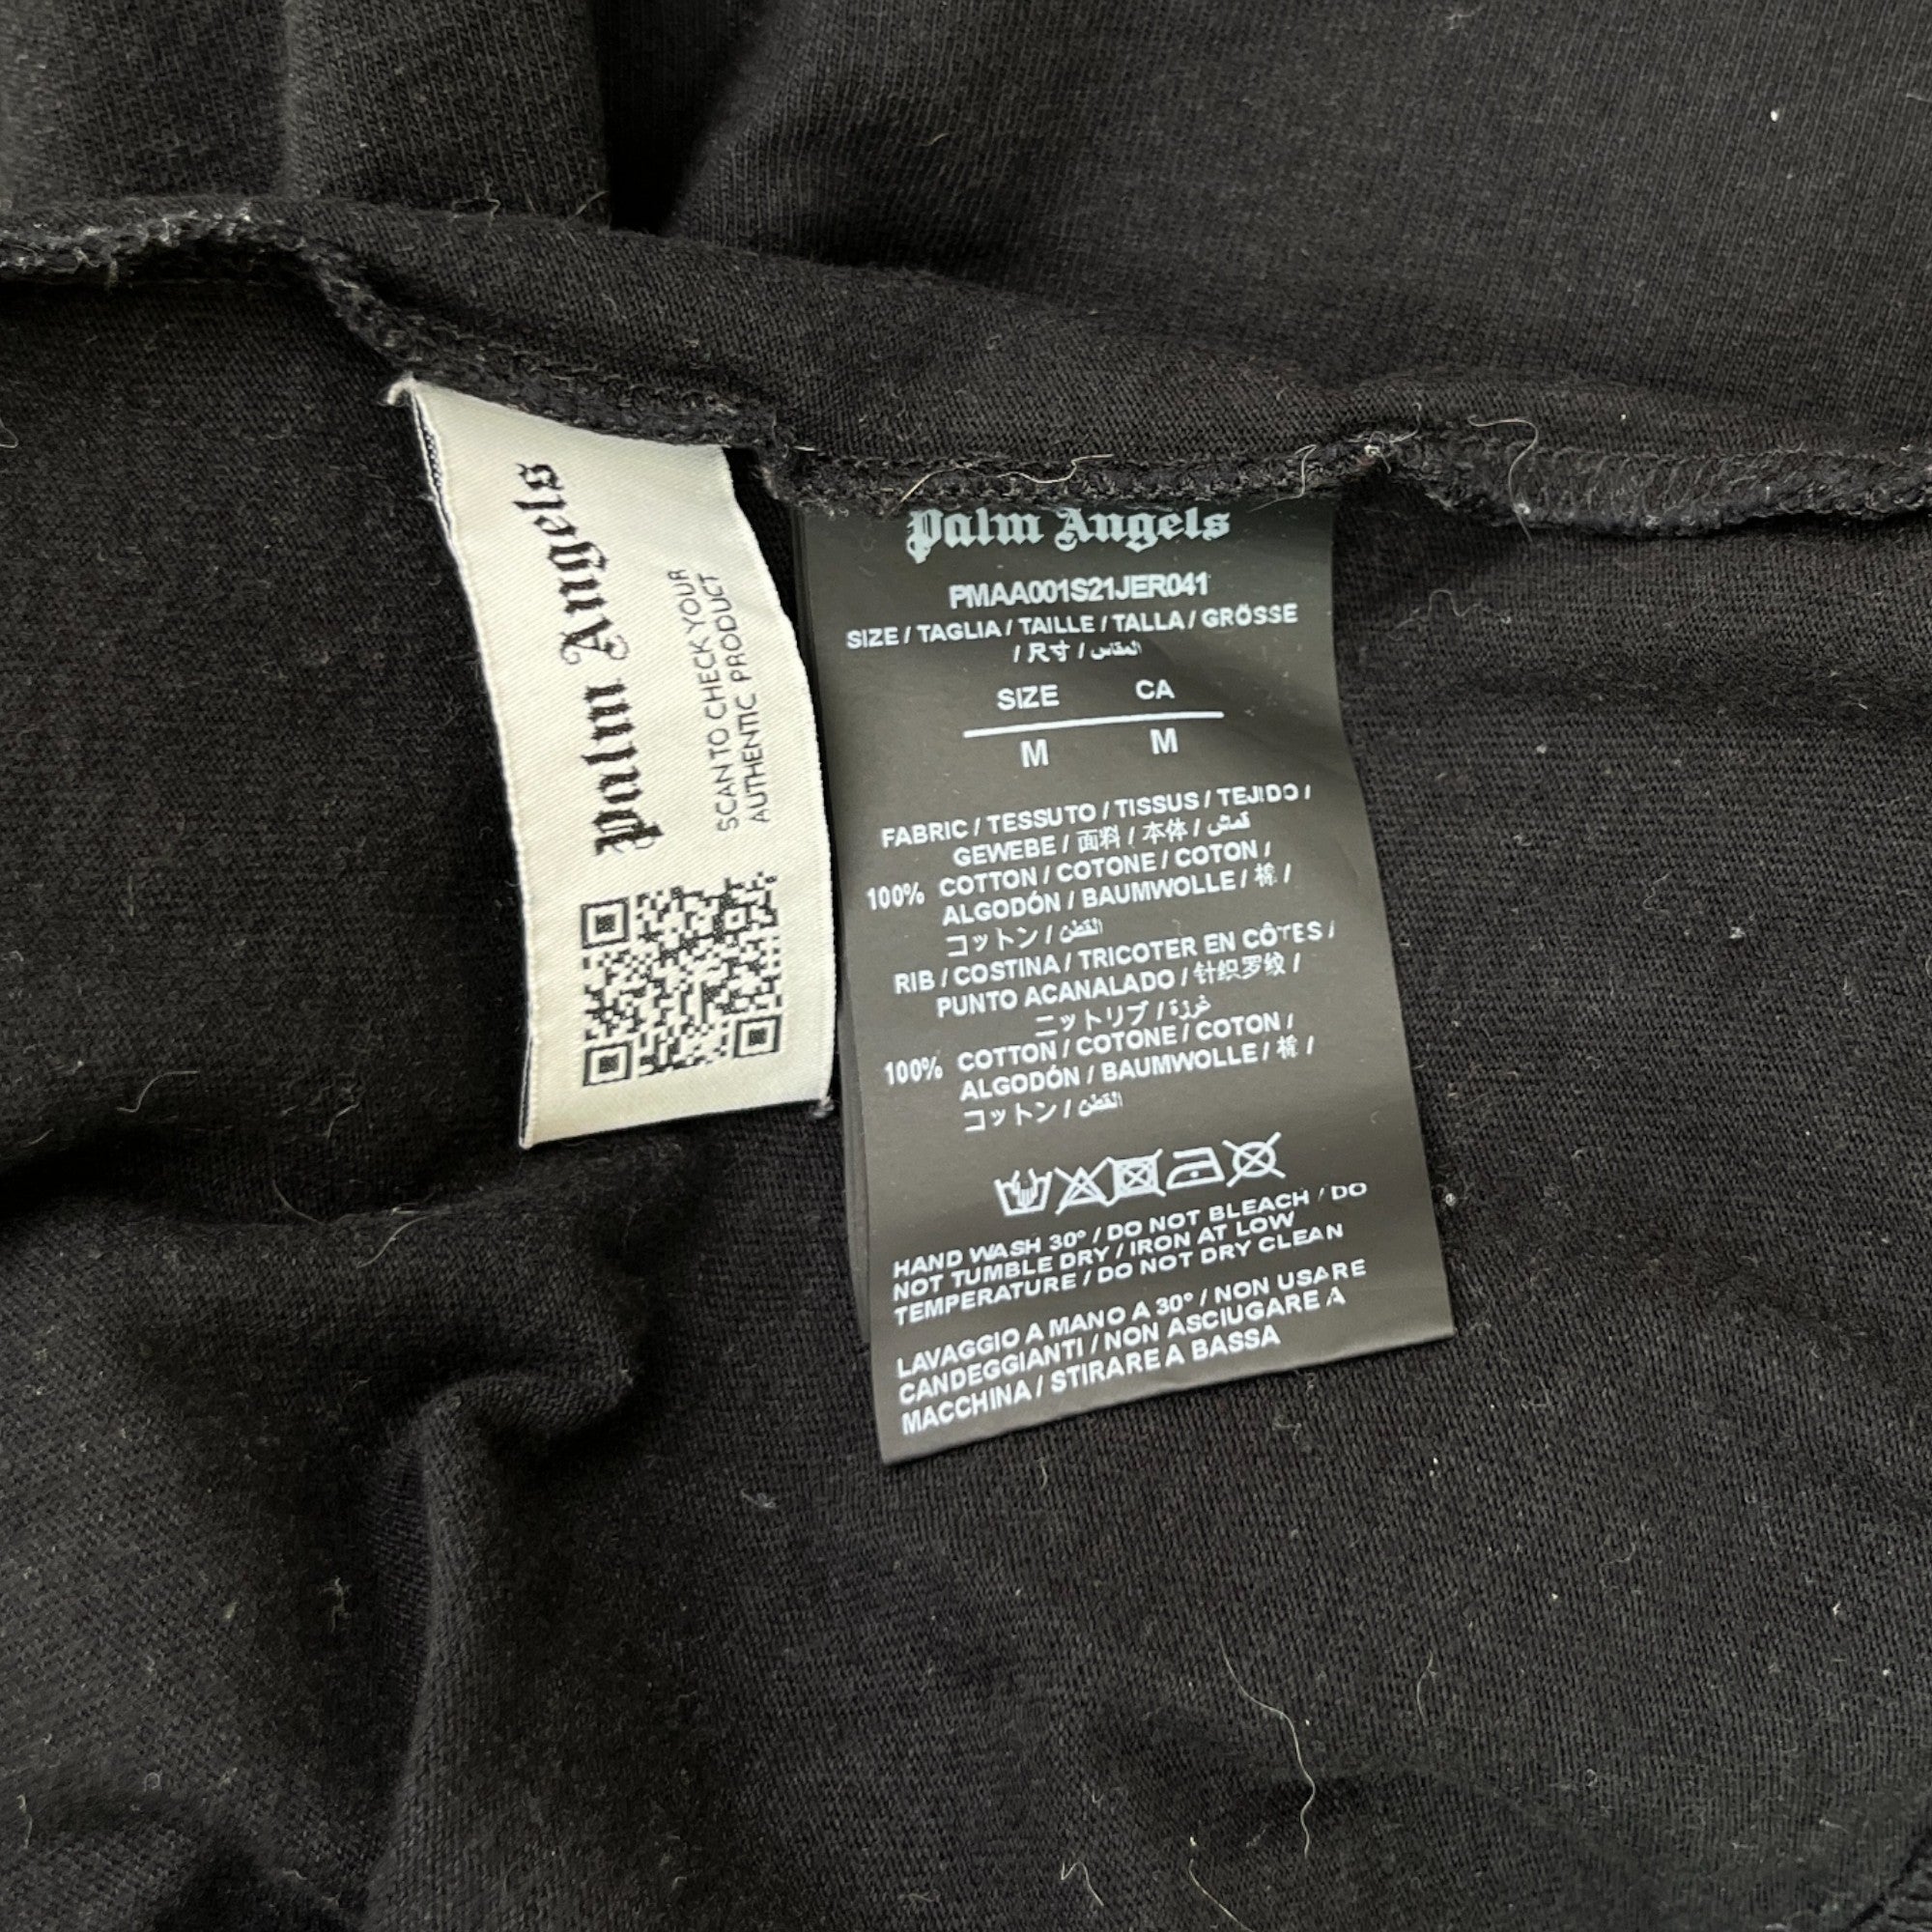 Palm Angels
SCAN TO CHECK YOUR
AUTHENTIC PRODUCT
Palm Angels
PMAA001S21JER041
SIZE / TAGLIA / TAILLE / TALLA / GRÖSSE
/ 尺寸 / المقاس
SIZE CA
M M
FABRIC / TESSUTO / TISSUS / TEJIDO /
GEWEBE / 面料 / 本体 / قماش
100% COTTON / COTONE / COTON /
ALGODÓN / BAUMWOLLE / 棉 /
コットン / القطن
RIB / COSTINA / TRICOTER EN CÔTES /
PUNTO ACANALADO / 针织罗纹 /
ニットリブ / غرزة
100% COTTON / COTONE / COTON /
ALGODÓN / BAUMWOLLE / 棉 /
コットン / القطن
HAND WASH 30° / DO NOT BLEACH / DO
NOT TUMBLE DRY / IRON AT LOW
TEMPERATURE / DO NOT DRY CLEAN
LAVAGGIO A MANO A 30° / NON USARE
CANDEGGIANTI / NON ASCIUGARE A
MACCHINA / STIRARE A BASSA